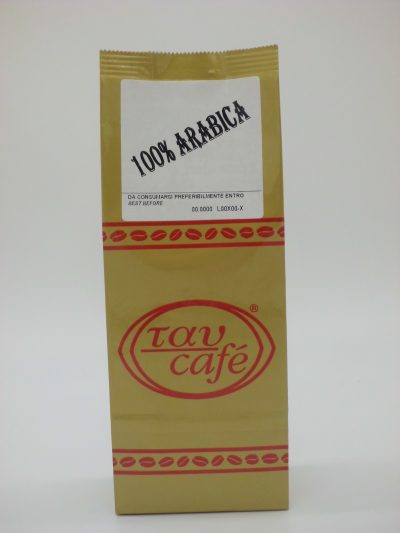 100% ARABICA
DA CONSUMARSI PREFERIBILMENTE ENTRO
BEST BEFORE
00.0000 L00X00-X
ταυ ®
café